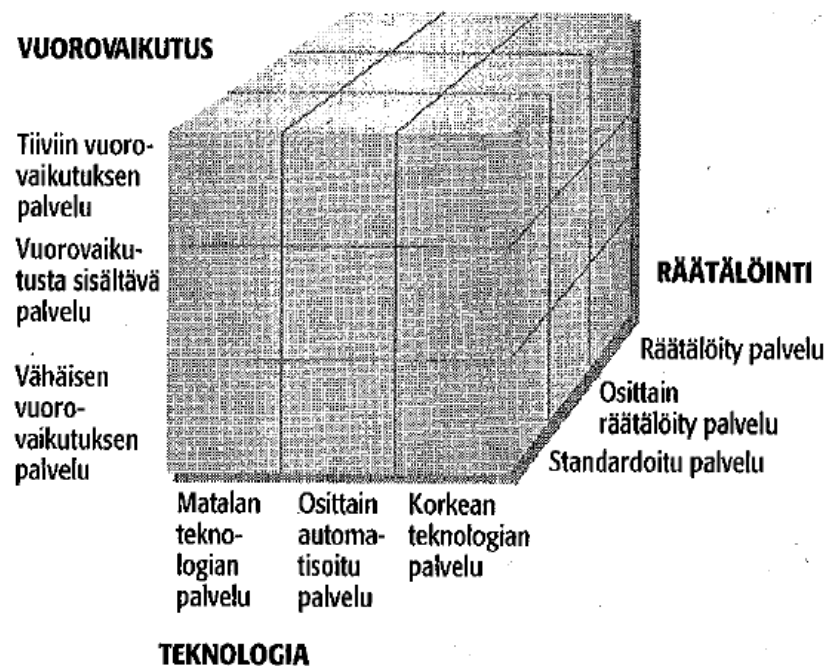 VUOROVAIKUTUS
Tiiviin vuoro-
vaikutuksen
palvelu
Vuorovaiku-
tusta sisältävä
palvelu
Vähäisen
vuoro-
vaikutuksen
palvelu
RÄÄTÄLÖINTI
Räätälöity palvelu
Osittain
räätälöity palvelu
Standardoitu palvelu
Matalan
tekno-
logian
palvelu
Osittain
automa-
tisoitu
palvelu
Korkean
teknologian
palvelu
TEKNOLOGIA